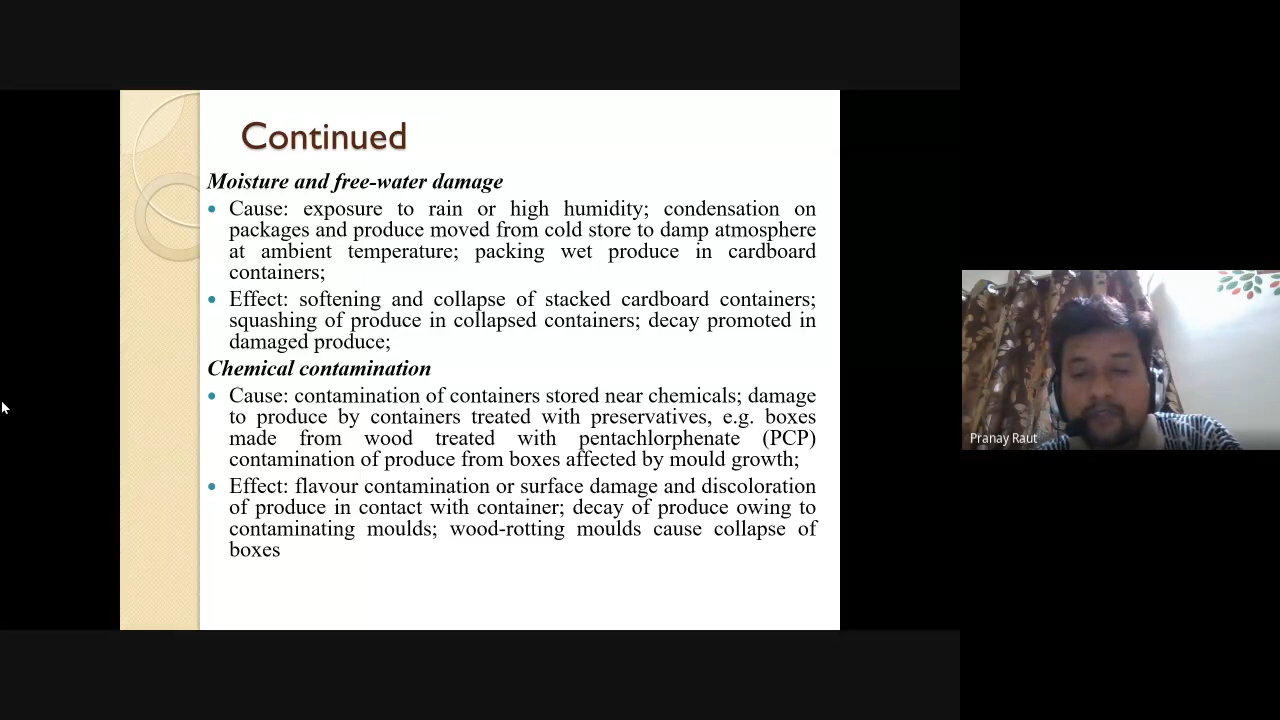 Continued
Moisture and free-water damage
Cause: exposure to rain or high humidity; condensation on
packages and produce moved from cold store to damp atmosphere
at ambient temperature; packing wet produce in cardboard
containers;
Effect: softening and collapse of stacked cardboard containers;
squashing of produce in collapsed containers; decay promoted in
damaged produce;
Chemical contamination
Cause: contamination of containers stored near chemicals; damage
to produce by containers treated with preservatives, e.g. boxes
made from wood treated with pentachlorphenate (PCP)
contamination of produce from boxes affected by mould growth;
Effect: flavour contamination or surface damage and discoloration
of produce in contact with container; decay of produce owing to
contaminating moulds; wood-rotting moulds cause collapse of
boxes
Pranay Raut